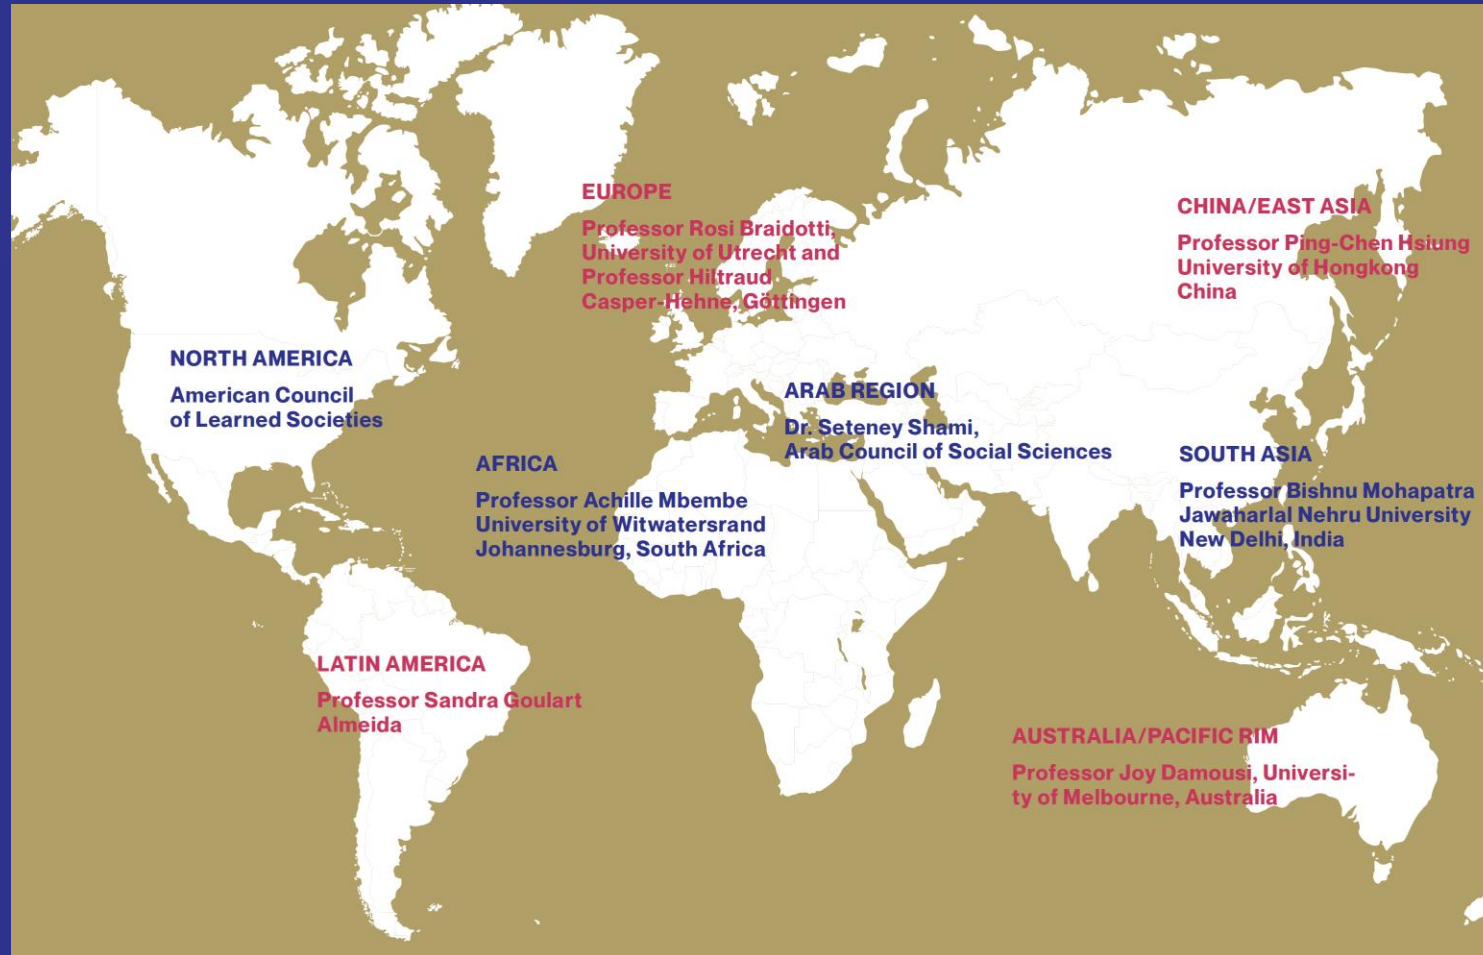 EUROPE
Professor Rosi Braidotti,
University of Utrecht and
Professor Hiltraud
Casper-Hehne, Göttingen
CHINA/EAST ASIA
Professor Ping-Chen Hsiung
University of Hongkong
China
NORTH AMERICA
American Council
of Learned Societies
ARAB REGION
Dr. Seteney Shami,
Arab Council of Social Sciences
AFRICA
Professor Achille Mbembe
University of Witwatersrand
Johannesburg, South Africa
SOUTH ASIA
Professor Bishnu Mohapatra
Jawaharlal Nehru University
New Delhi, India
LATIN AMERICA
Professor Sandra Goulart
Almeida
AUSTRALIA/PACIFIC RIM
Professor Joy Damousi, Universi-
ty of Melbourne, Australia